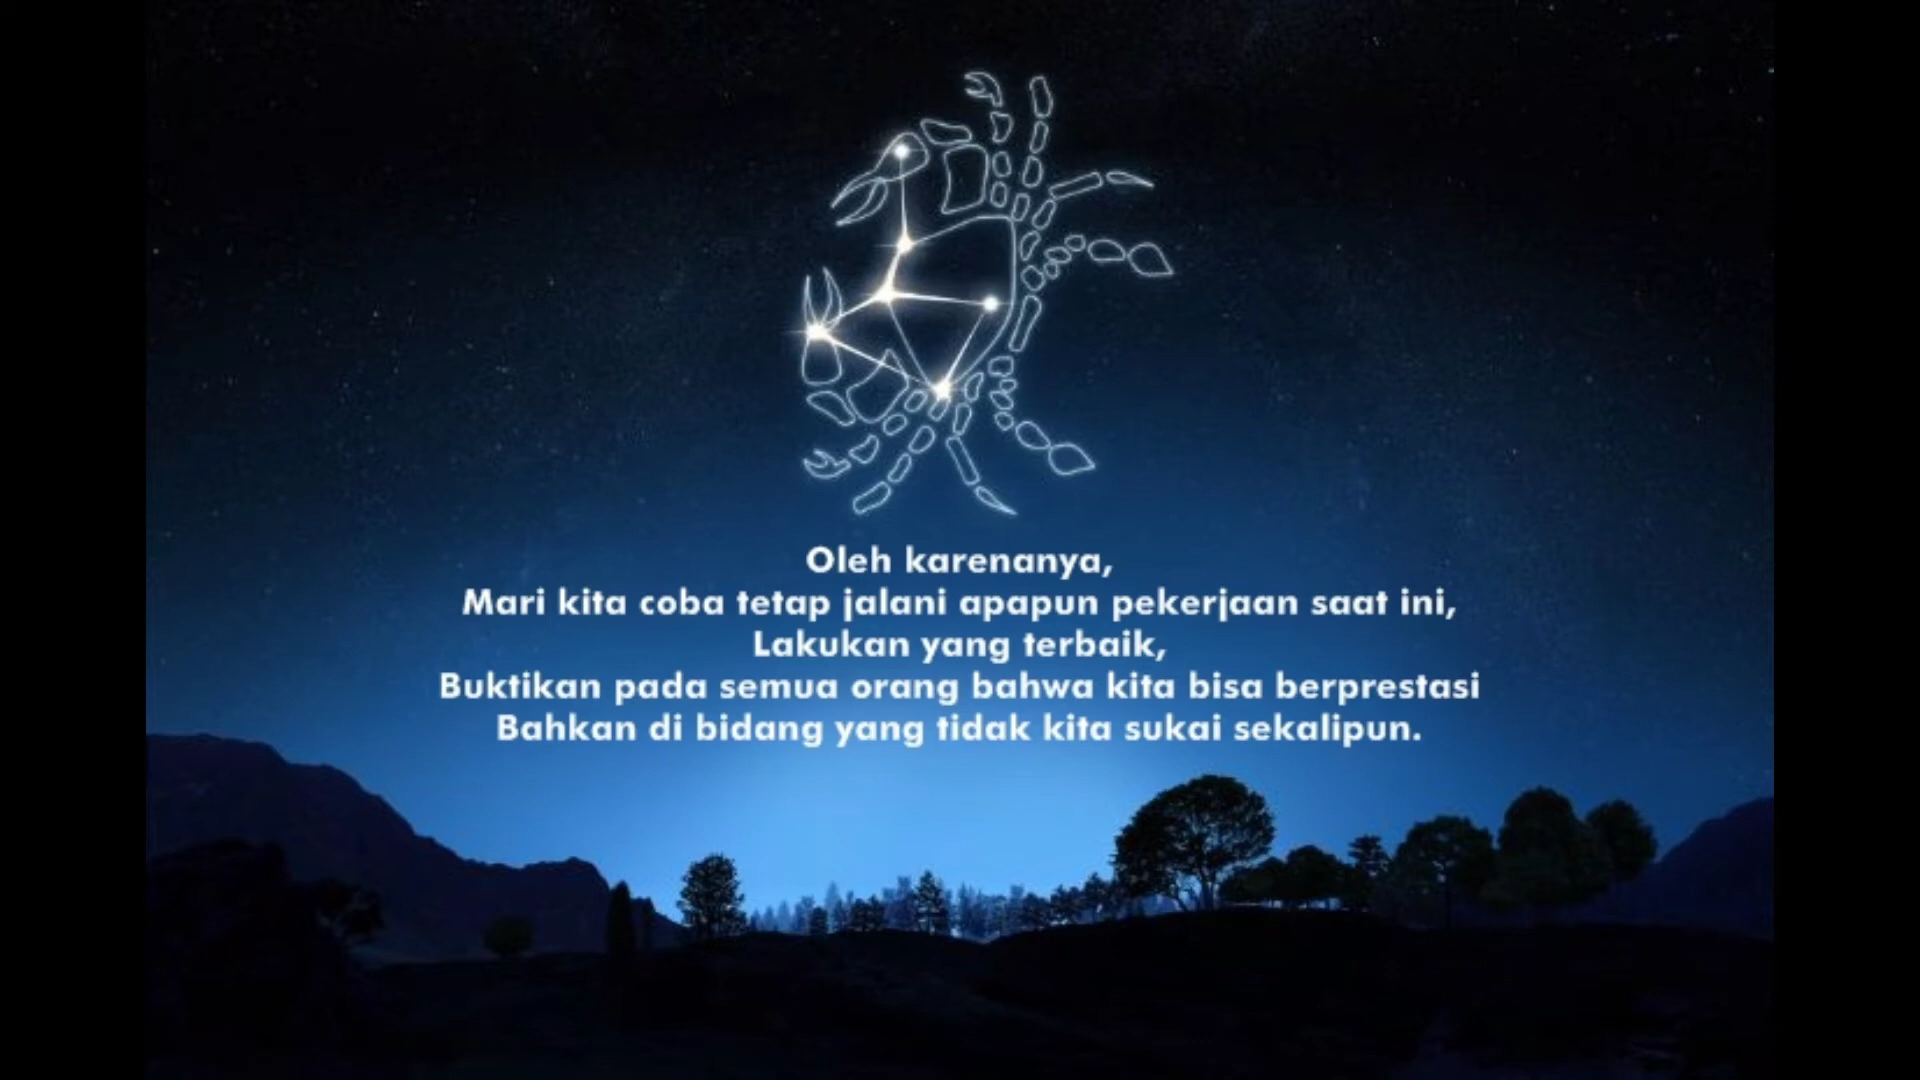 Oleh karenanya,
Mari kita coba tetap jalani apapun pekerjaan saat ini,
Lakukan yang terbaik,
Buktikan pada semua orang bahwa kita bisa berprestasi
Bahkan di bidang yang tidak kita sukai sekalipun.